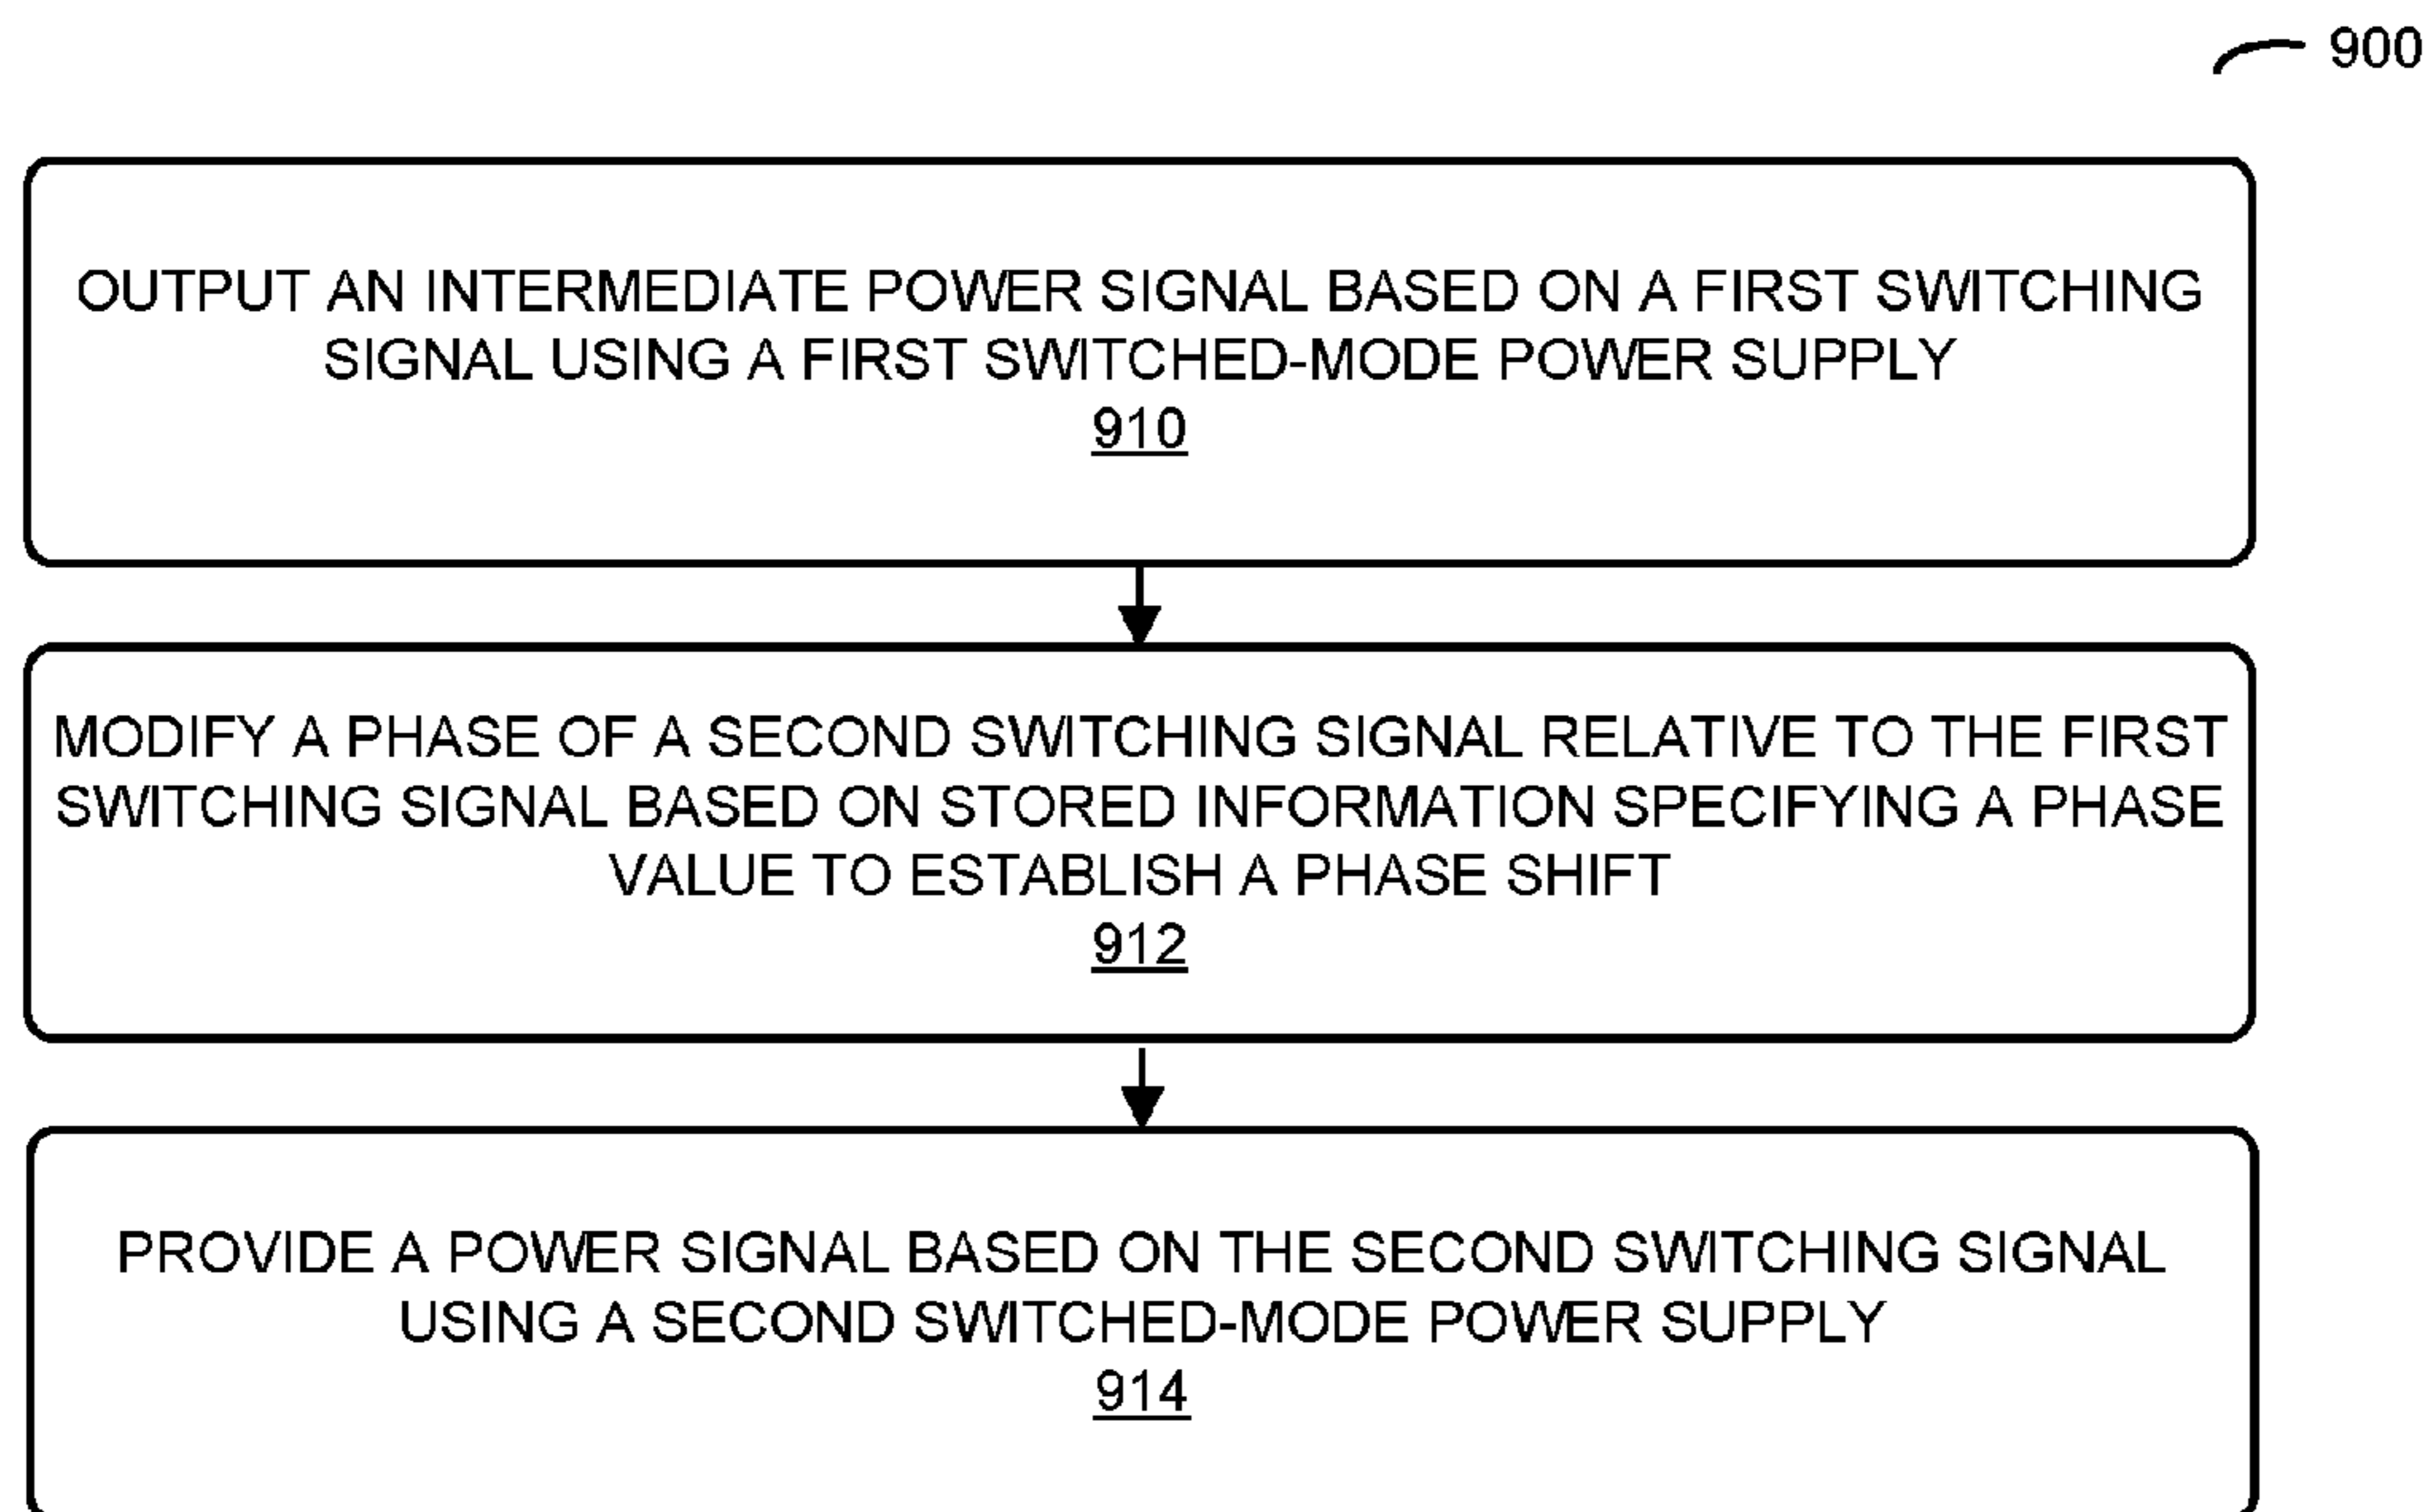 900
OUTPUT AN INTERMEDIATE POWER SIGNAL BASED ON A FIRST SWITCHING
SIGNAL USING A FIRST SWITCHED-MODE POWER SUPPLY
910
MODIFY A PHASE OF A SECOND SWITCHING SIGNAL RELATIVE TO THE FIRST
SWITCHING SIGNAL BASED ON STORED INFORMATION SPECIFYING A PHASE
VALUE TO ESTABLISH A PHASE SHIFT
912
PROVIDE A POWER SIGNAL BASED ON THE SECOND SWITCHING SIGNAL
USING A SECOND SWITCHED-MODE POWER SUPPLY
914